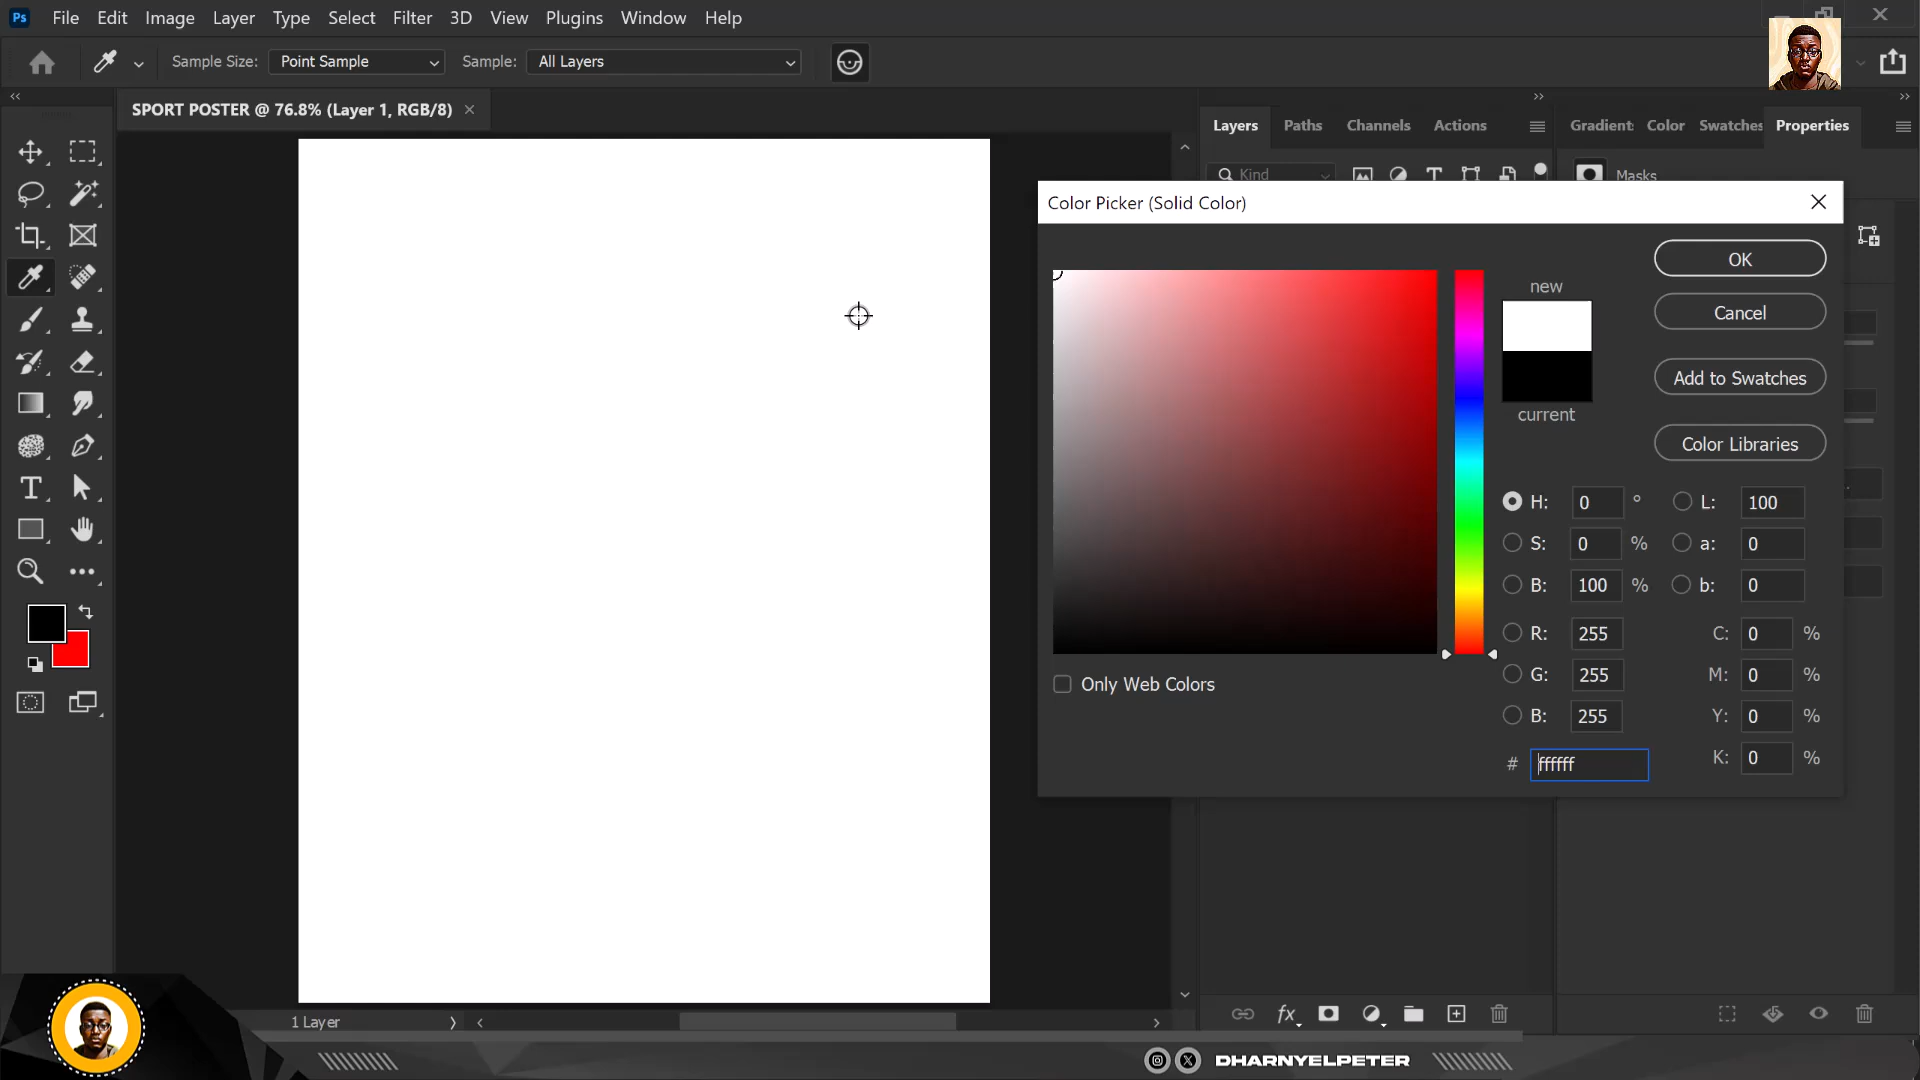 Ps File Edit Image Layer Type Select Filter 3D View Plugins Window Help
Sample Size: Point Sample Sample: All Layers
SPORT POSTER @ 76.8% (Layer 1, RGB/8) ×
Layers Paths Channels Actions
Gradient Color Swatches Properties
Kind
Masks
Color Picker (Solid Color)
OK
new
Cancel
Add to Swatches
current
Color Libraries
H: 0 ° L: 100
S: 0 % a: 0
B: 100 % b: 0
R: 255 C: 0 %
G: 255 M: 0 %
Only Web Colors
B: 255 Y: 0 %
# ffffff K: 0 %
T
fx
1 Layer
DHARNYELPETER